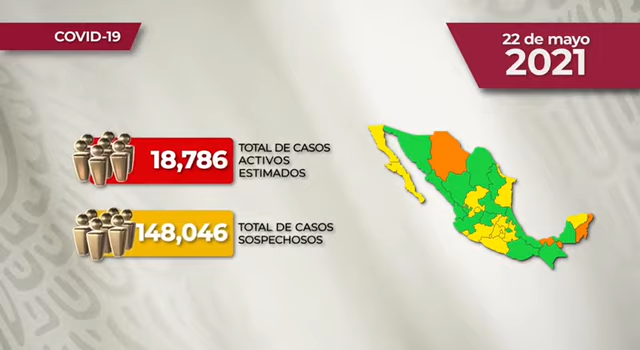 COVID-19
22 de mayo
2021
18,786
TOTAL DE CASOS
ACTIVOS
ESTIMADOS
148,046
TOTAL DE CASOS
SOSPECHOSOS